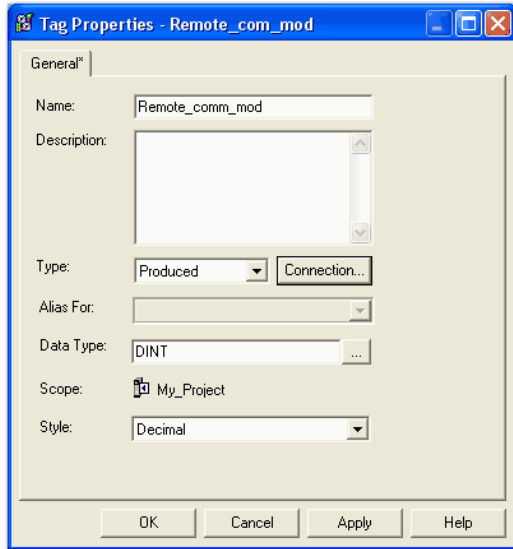 Tag Properties - Remote_com_mod
General*
Name: Remote_comm_mod
Description:
Type: Produced Connection...
Alias For:
Data Type: DINT ...
Scope: My_Project
Style: Decimal
OK Cancel Apply Help